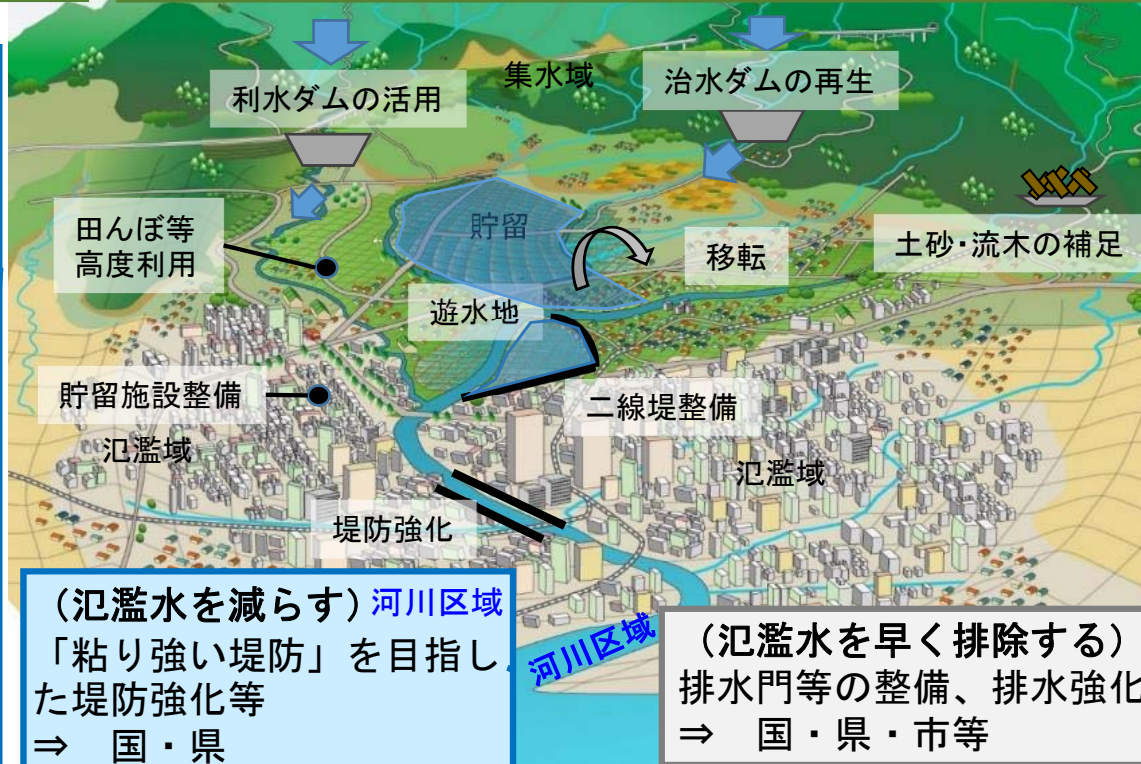 集水域
利水ダムの活用
治水ダムの再生
田んぼ等
高度利用
貯留
移転
土砂・流木の補足
遊水地
貯留施設整備
二線堤整備
氾濫域
氾濫域
堤防強化
（氾濫水を減らす）河川区域
「粘り強い堤防」を目指し
た堤防強化等
⇒　国・県
河川区域
（氾濫水を早く排除する）
排水門等の整備、排水強化
⇒　国・県・市等